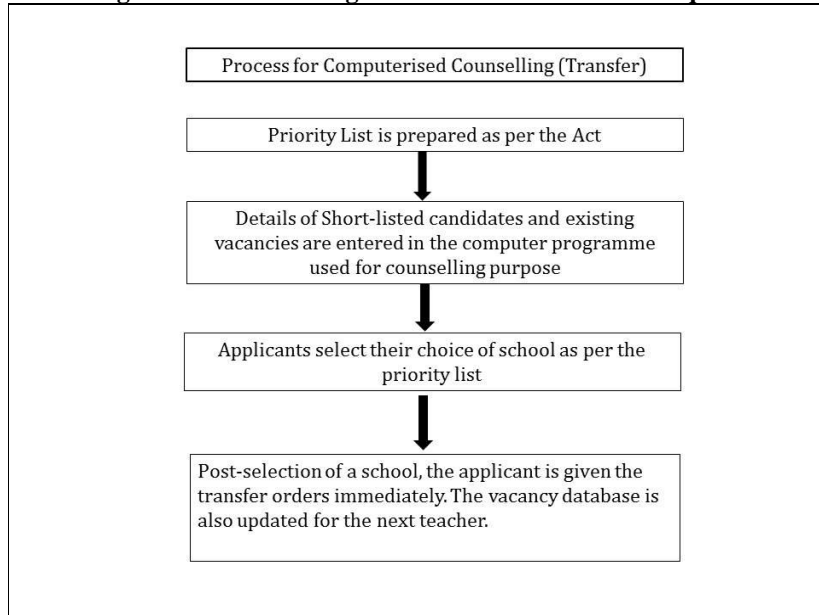 Process for Computerised Counselling (Transfer)
Priority List is prepared as per the Act
Details of Short-listed candidates and existing
vacancies are entered in the computer programme
used for counselling purpose
Applicants select their choice of school as per the
priority list
Post-selection of a school, the applicant is given the
transfer orders immediately. The vacancy database is
also updated for the next teacher.